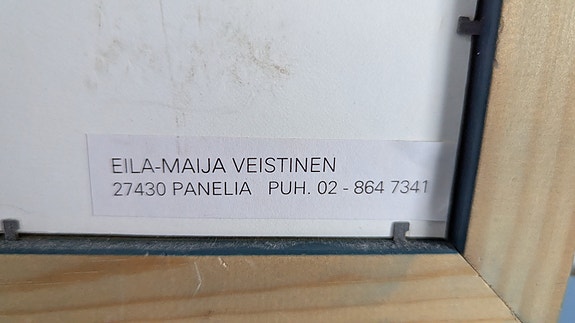 EILA-MAIJA VEISTINEN
27430 PANELIA PUH. 02 - 864 7341